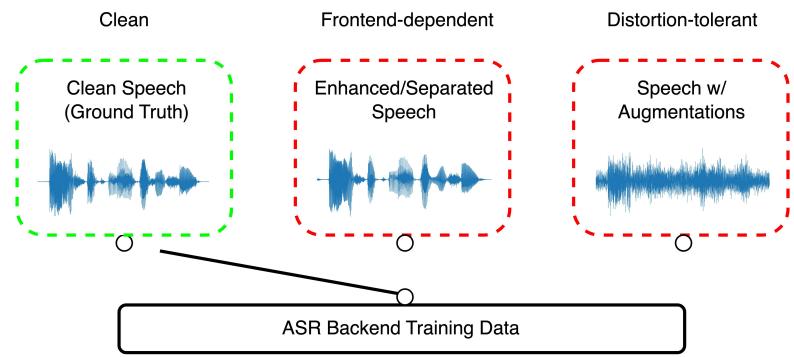 Clean
Frontend-dependent
Distortion-tolerant
Clean Speech
(Ground Truth)
Enhanced/Separated
Speech
Speech w/
Augmentations
ASR Backend Training Data